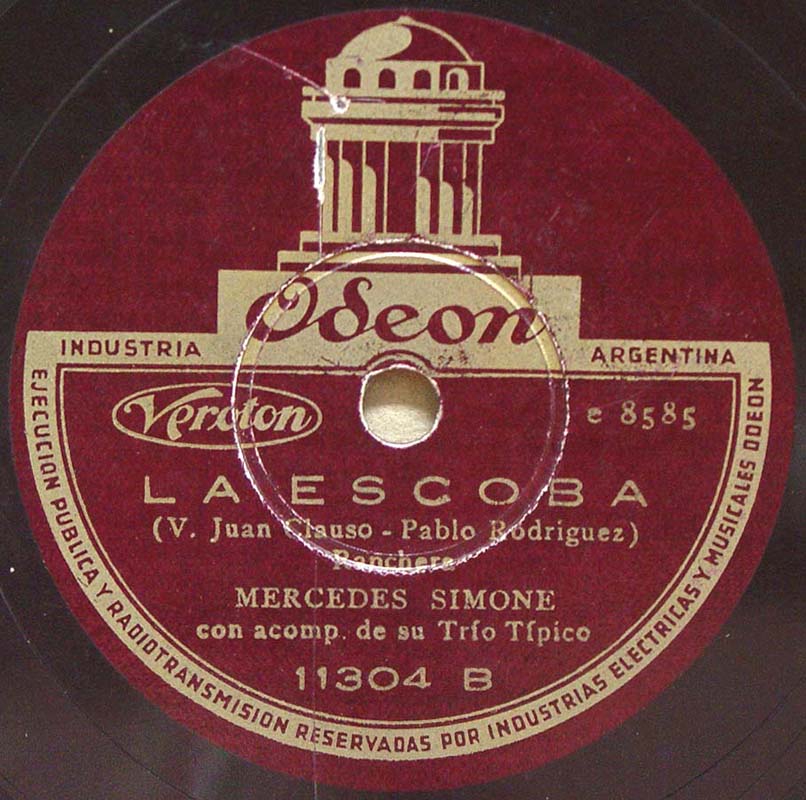 Odeon
INDUSTRIA ARGENTINA
Veroton
e 8585
LA ESCOBA
(V. Juan Clauso - Pablo Rodriguez)
Ranchera
MERCEDES SIMONE
con acomp. de su Trío Típico
11304 B
EJECUCION PUBLICA Y RADIOTRANSMISION RESERVADAS POR INDUSTRIAS ELECTRICAS Y MUSICALES ODEON